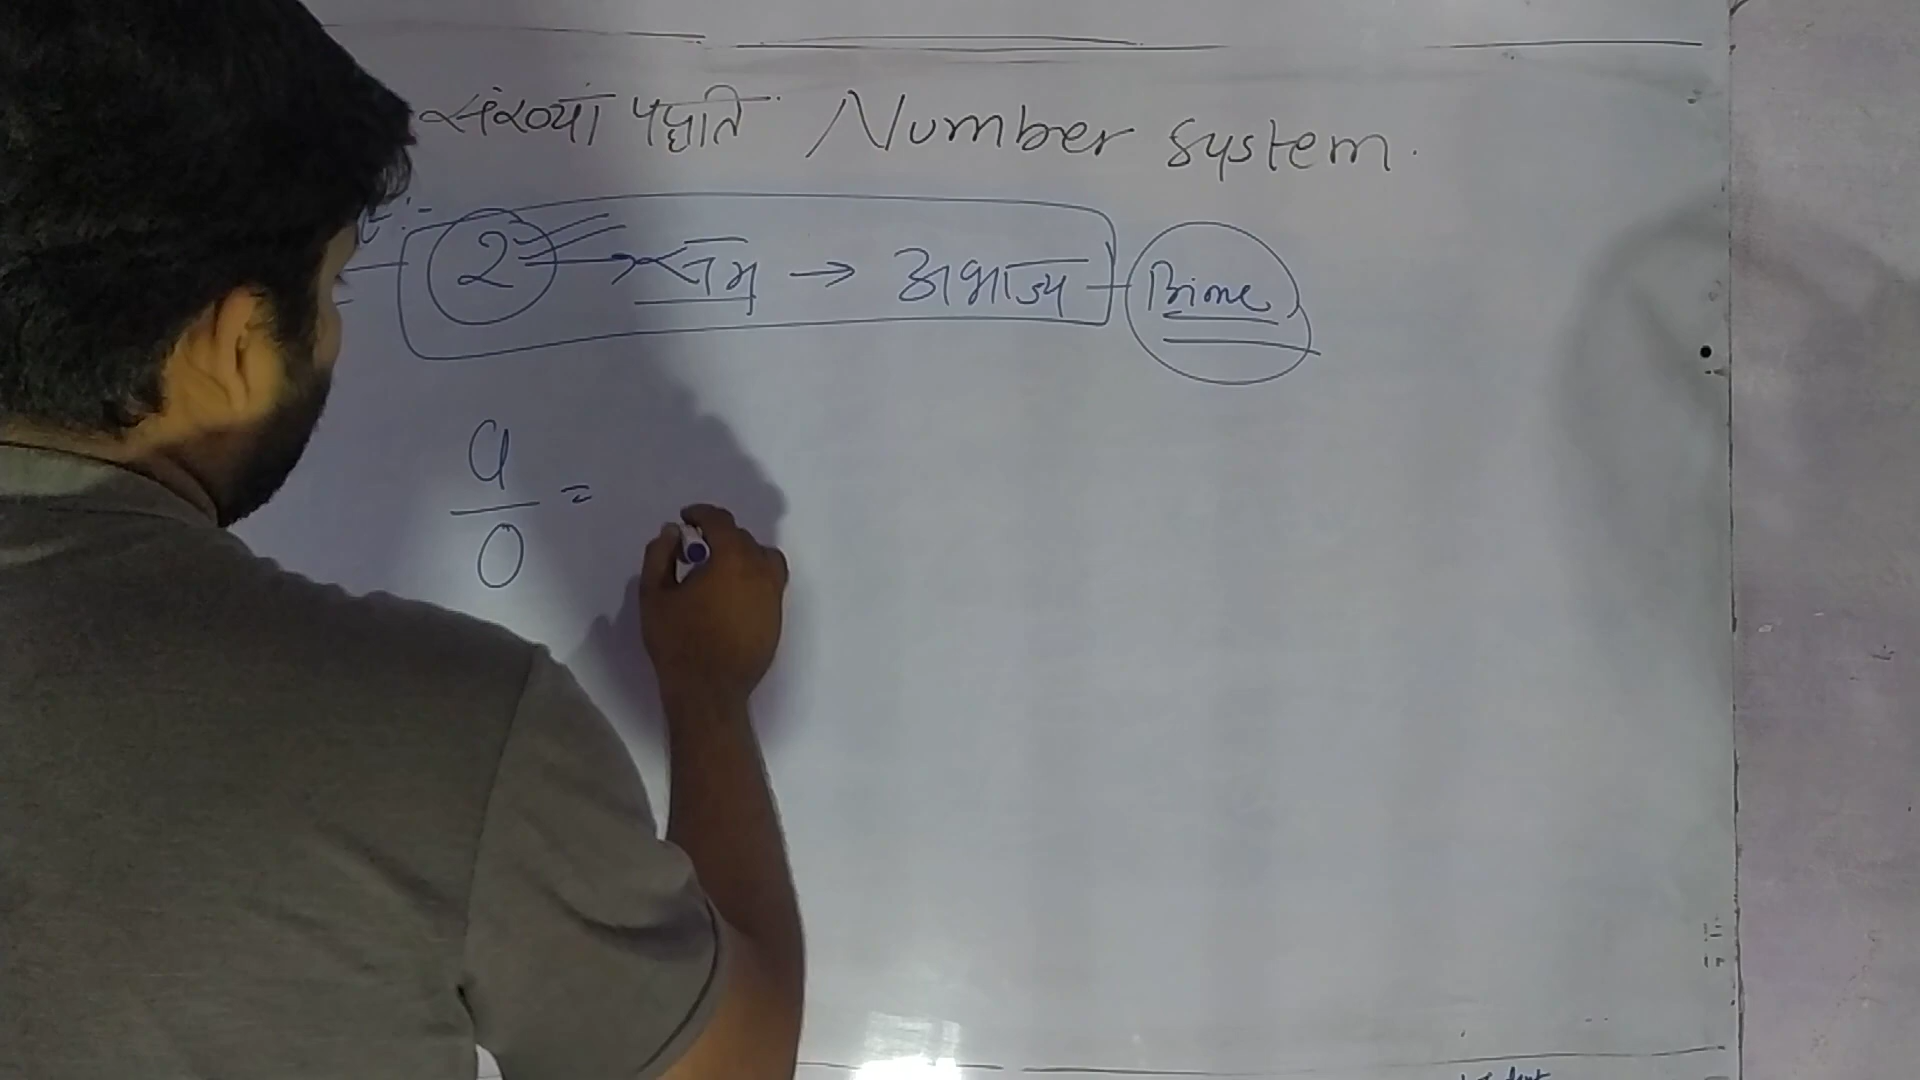 संख्या पद्धति Number System.
2 → सम → अभाज्य - Prime
a
0 =